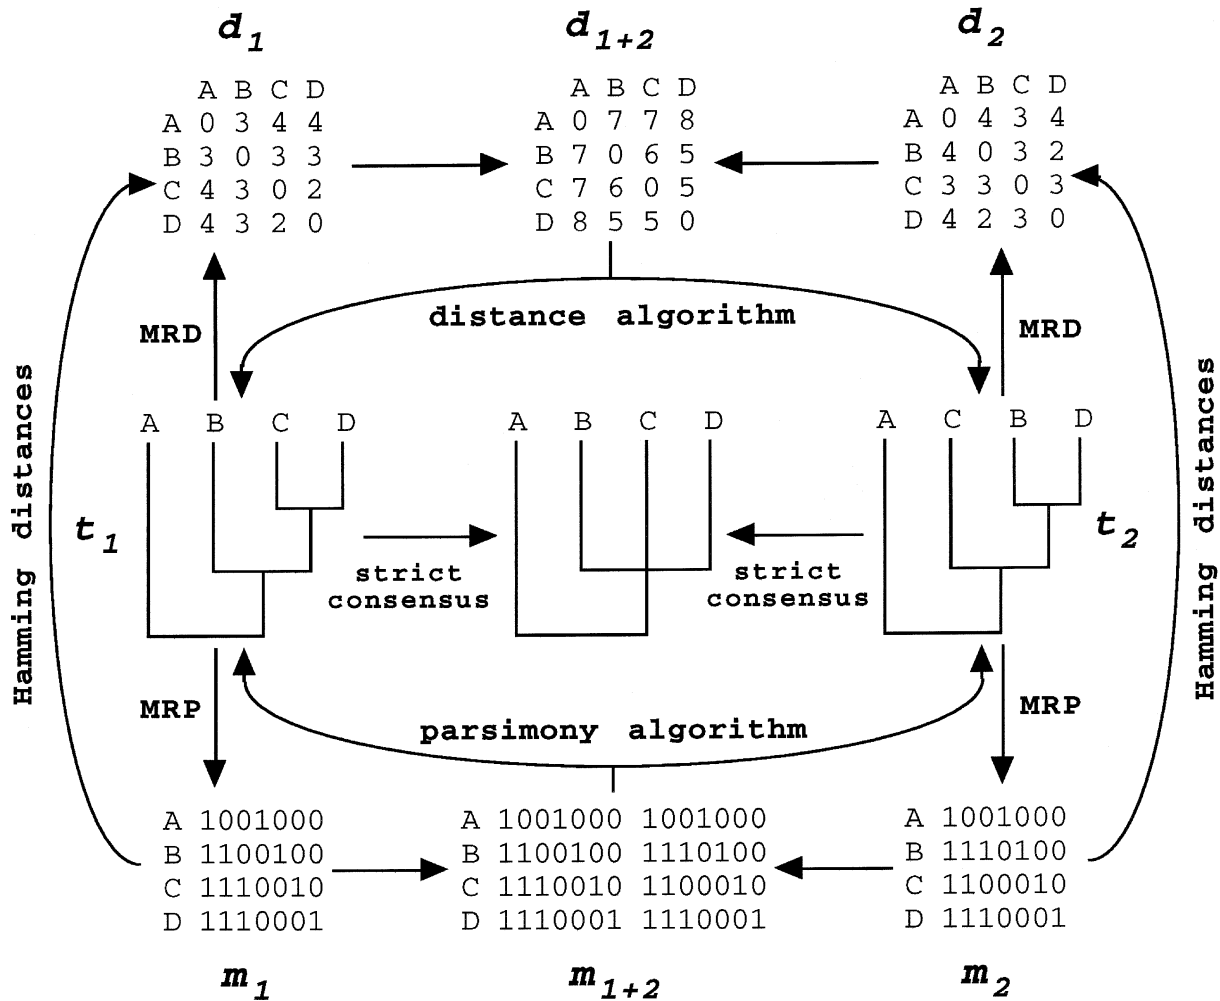 d1 d1+2 d2
A B C D A B C D A B C D
A 0 3 4 4 A 0 7 7 8 A 0 4 3 4
B 3 0 3 3 B 7 0 6 5 B 4 0 3 2
C 4 3 0 2 C 7 6 0 5 C 3 3 0 3
D 4 3 2 0 D 8 5 5 0 D 4 2 3 0
distance algorithm
MRD MRD
Hamming distances
Hamming distances
A B C D A B C D A C B D
t1 t2
strict strict
consensus consensus
MRP MRP
parsimony algorithm
A 1001000 A 1001000 1001000 A 1001000
B 1100100 B 1100100 1110100 B 1110100
C 1110010 C 1110010 1100010 C 1100010
D 1110001 D 1110001 1110001 D 1110001
m1 m1+2 m2